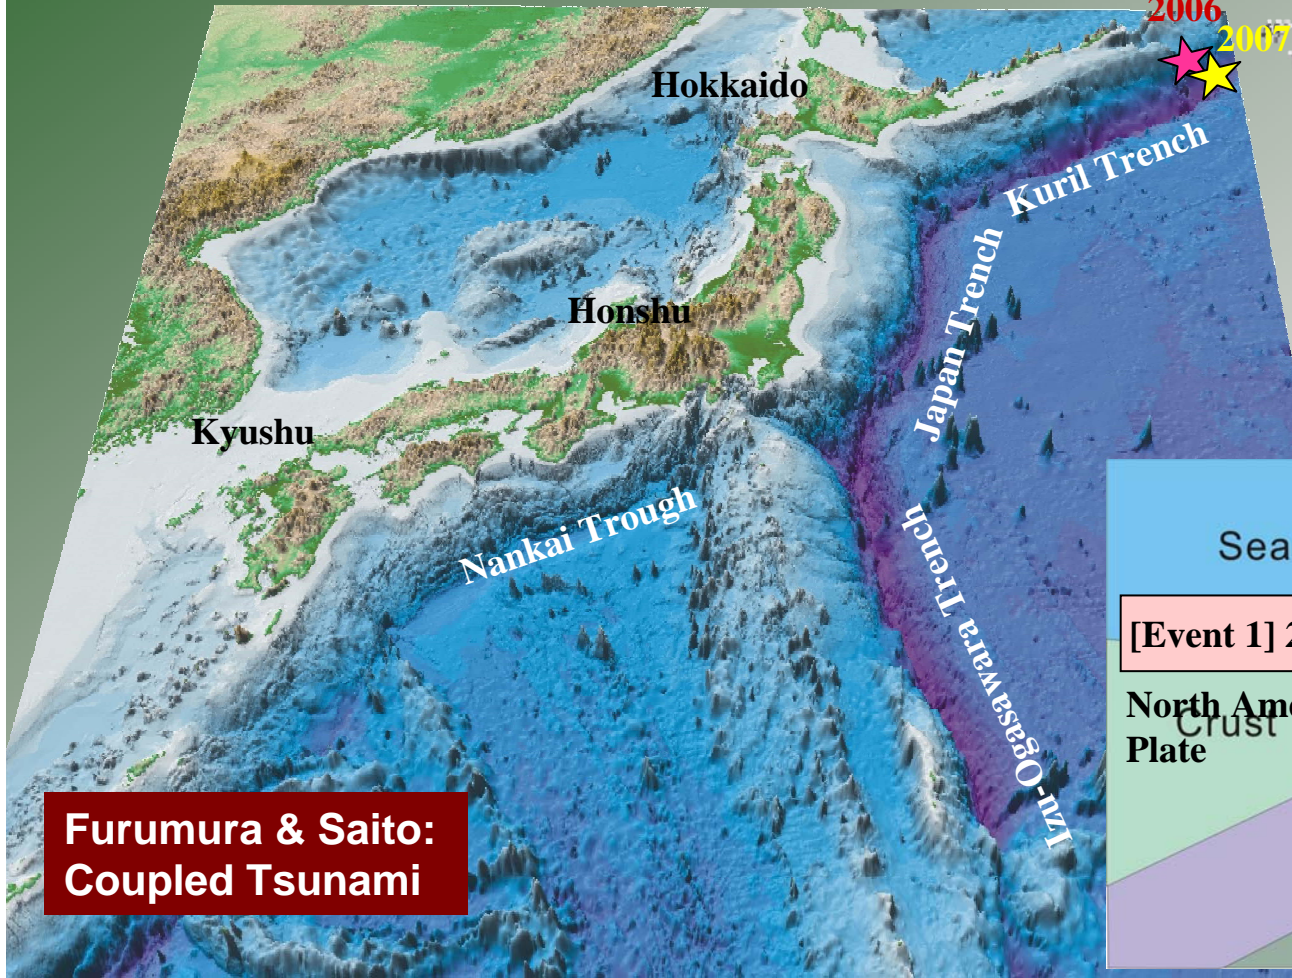 2006
2007
Hokkaido
Kuril Trench
Japan Trench
Honshu
Kyushu
Nankai Trough
Izu-Ogasawara Trench
Sea
[Event 1] 2
North Ame
Crust
Plate
Furumura & Saito:
Coupled Tsunami